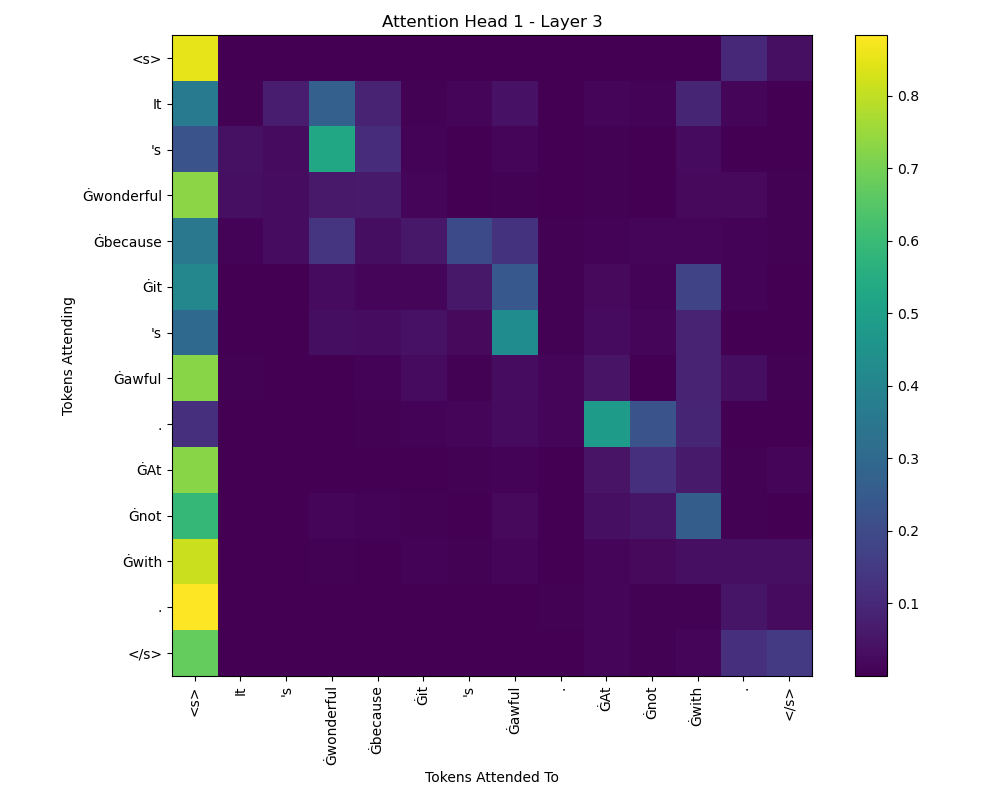 Attention Head 1 - Layer 3
Tokens Attending
<s>
It
's
Ġwonderful
Ġbecause
Ġit
's
Ġawful
.
ĠAt
Ġnot
Ġwith
.
</s>
<s>
It
's
Ġwonderful
Ġbecause
Ġit
's
Ġawful
.
ĠAt
Ġnot
Ġwith
.
</s>
Tokens Attended To
0.8
0.7
0.6
0.5
0.4
0.3
0.2
0.1